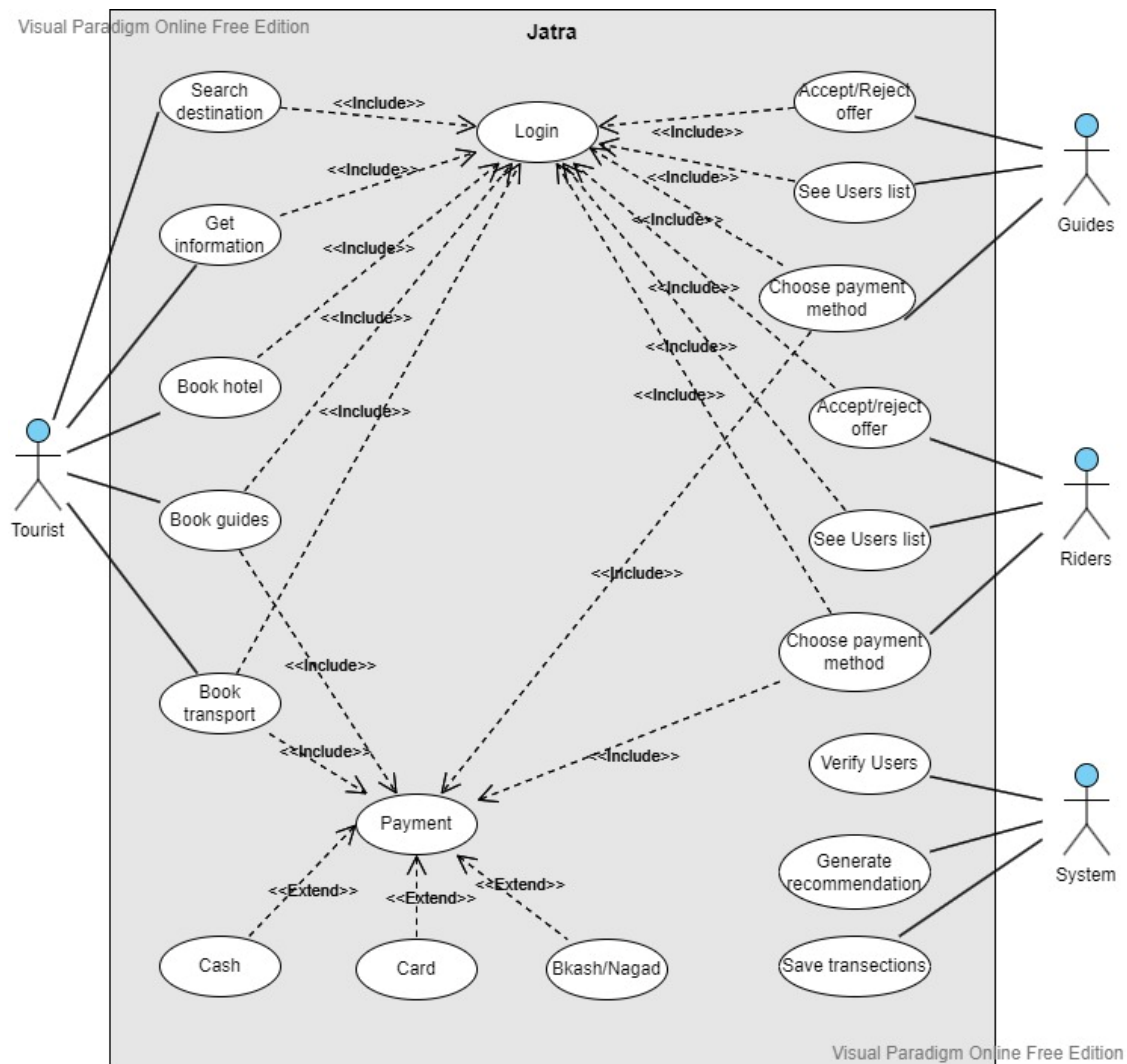 Visual Paradigm Online Free Edition
Jatra
Search
destination
<<Include>>
Login
Accept/Reject
offer
<<Include>>
Guides
<<Include>>
Get
information
<<Include>>
See Users list
<<Include>>
<<Include>>
Choose payment
method
<<Include>>
<<Include>>
<<Include>>
Book hotel
<<Include>>
<<Include>>
Accept/reject
offer
Tourist
Book guides
See Users list
Riders
<<Include>>
<<Include>>
Choose payment
method
Book
transport
<<Include>>
<<Include>>
Verify Users
Payment
Generate
recommendation
System
<<Extend>>
<<Extend>>
<<Extend>>
Cash
Card
Bkash/Nagad
Save transections
Visual Paradigm Online Free Edition